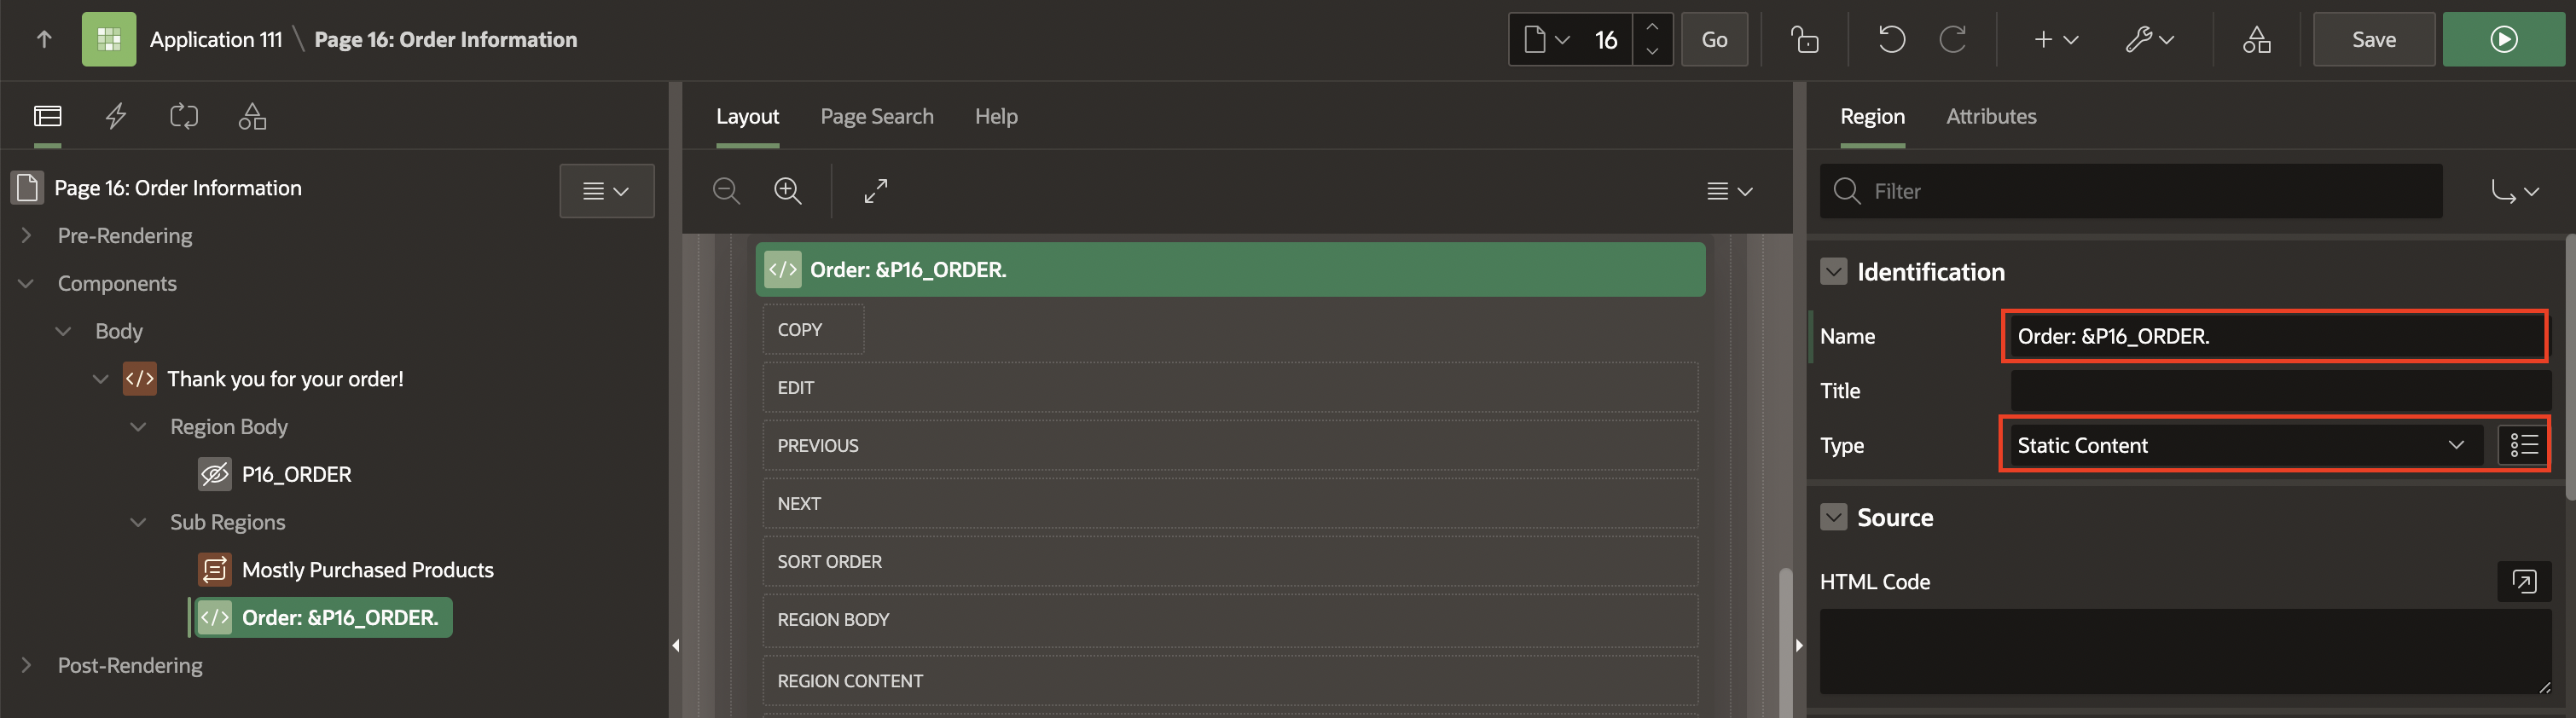 Application 111 \ Page 16: Order Information
16
Go
Save
Layout
Page Search
Help
Region
Attributes
Page 16: Order Information
Pre-Rendering
Components
Body
</> Thank you for your order!
Region Body
P16_ORDER
Sub Regions
Mostly Purchased Products
</> Order: &P16_ORDER.
Post-Rendering
</> Order: &P16_ORDER.
COPY
EDIT
PREVIOUS
NEXT
SORT ORDER
REGION BODY
REGION CONTENT
Filter
Identification
Name
Order: &P16_ORDER.
Title
Type
Static Content
Source
HTML Code